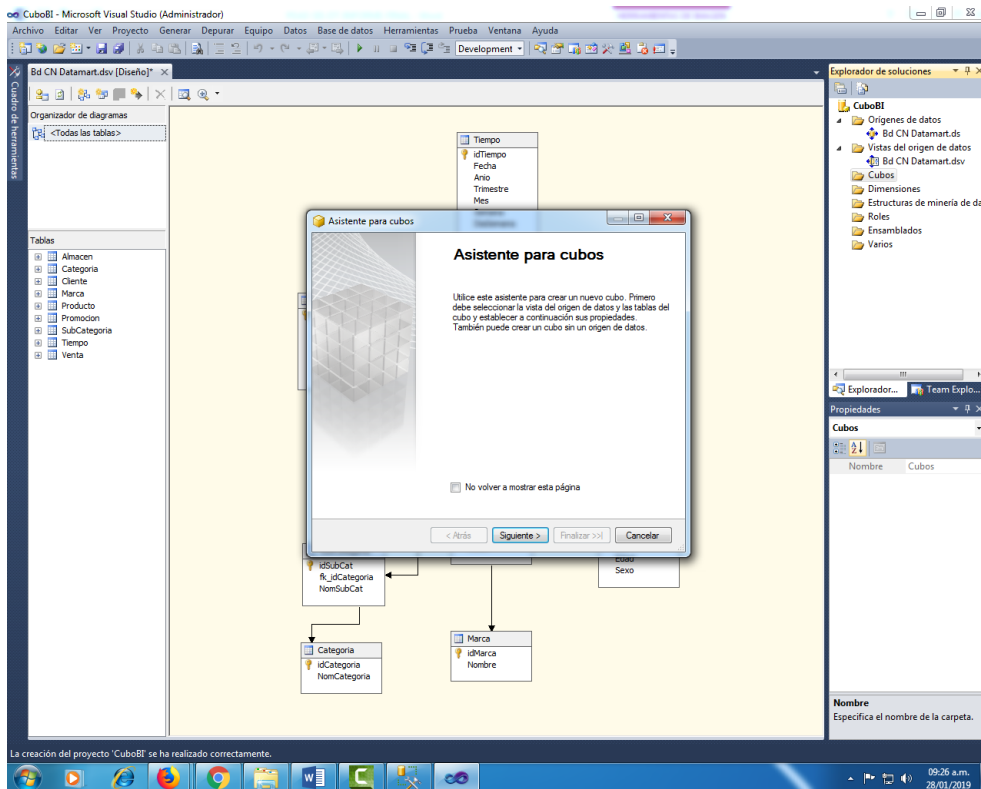 CuboBI - Microsoft Visual Studio (Administrador)
Archivo Editar Ver Proyecto Generar Depurar Equipo Datos Base de datos Herramientas Prueba Ventana Ayuda
Development
Cuadro de herramientas
Bd CN Datamart.dsv [Diseño]*
Organizador de diagramas
<Todas las tablas>
Tablas
Almacen
Categoria
Cliente
Marca
Producto
Promocion
SubCategoria
Tiempo
Venta
Tiempo
idTiempo
Fecha
Anio
Trimestre
Mes
Asistente para cubos
Asistente para cubos
Utilice este asistente para crear un nuevo cubo. Primero
debe seleccionar la vista del origen de datos y las tablas del
cubo y establecer a continuación sus propiedades.
También puede crear un cubo sin un origen de datos.
No volver a mostrar esta página
< Atrás
Siguiente >
Finalizar >>|
Cancelar
idSubCat
fk_idCategoria
NomSubCat
Edad
Sexo
Categoria
idCategoria
NomCategoria
Marca
idMarca
Nombre
Explorador de soluciones
CuboBI
Orígenes de datos
Bd CN Datamart.ds
Vistas del origen de datos
Bd CN Datamart.dsv
Cubos
Dimensiones
Estructuras de minería de da
Roles
Ensamblados
Varios
Explorador...
Team Explo...
Propiedades
Cubos
Nombre Cubos
Nombre
Especifica el nombre de la carpeta.
La creación del proyecto 'CuboBI' se ha realizado correctamente.
09:26 a.m.
28/01/2019